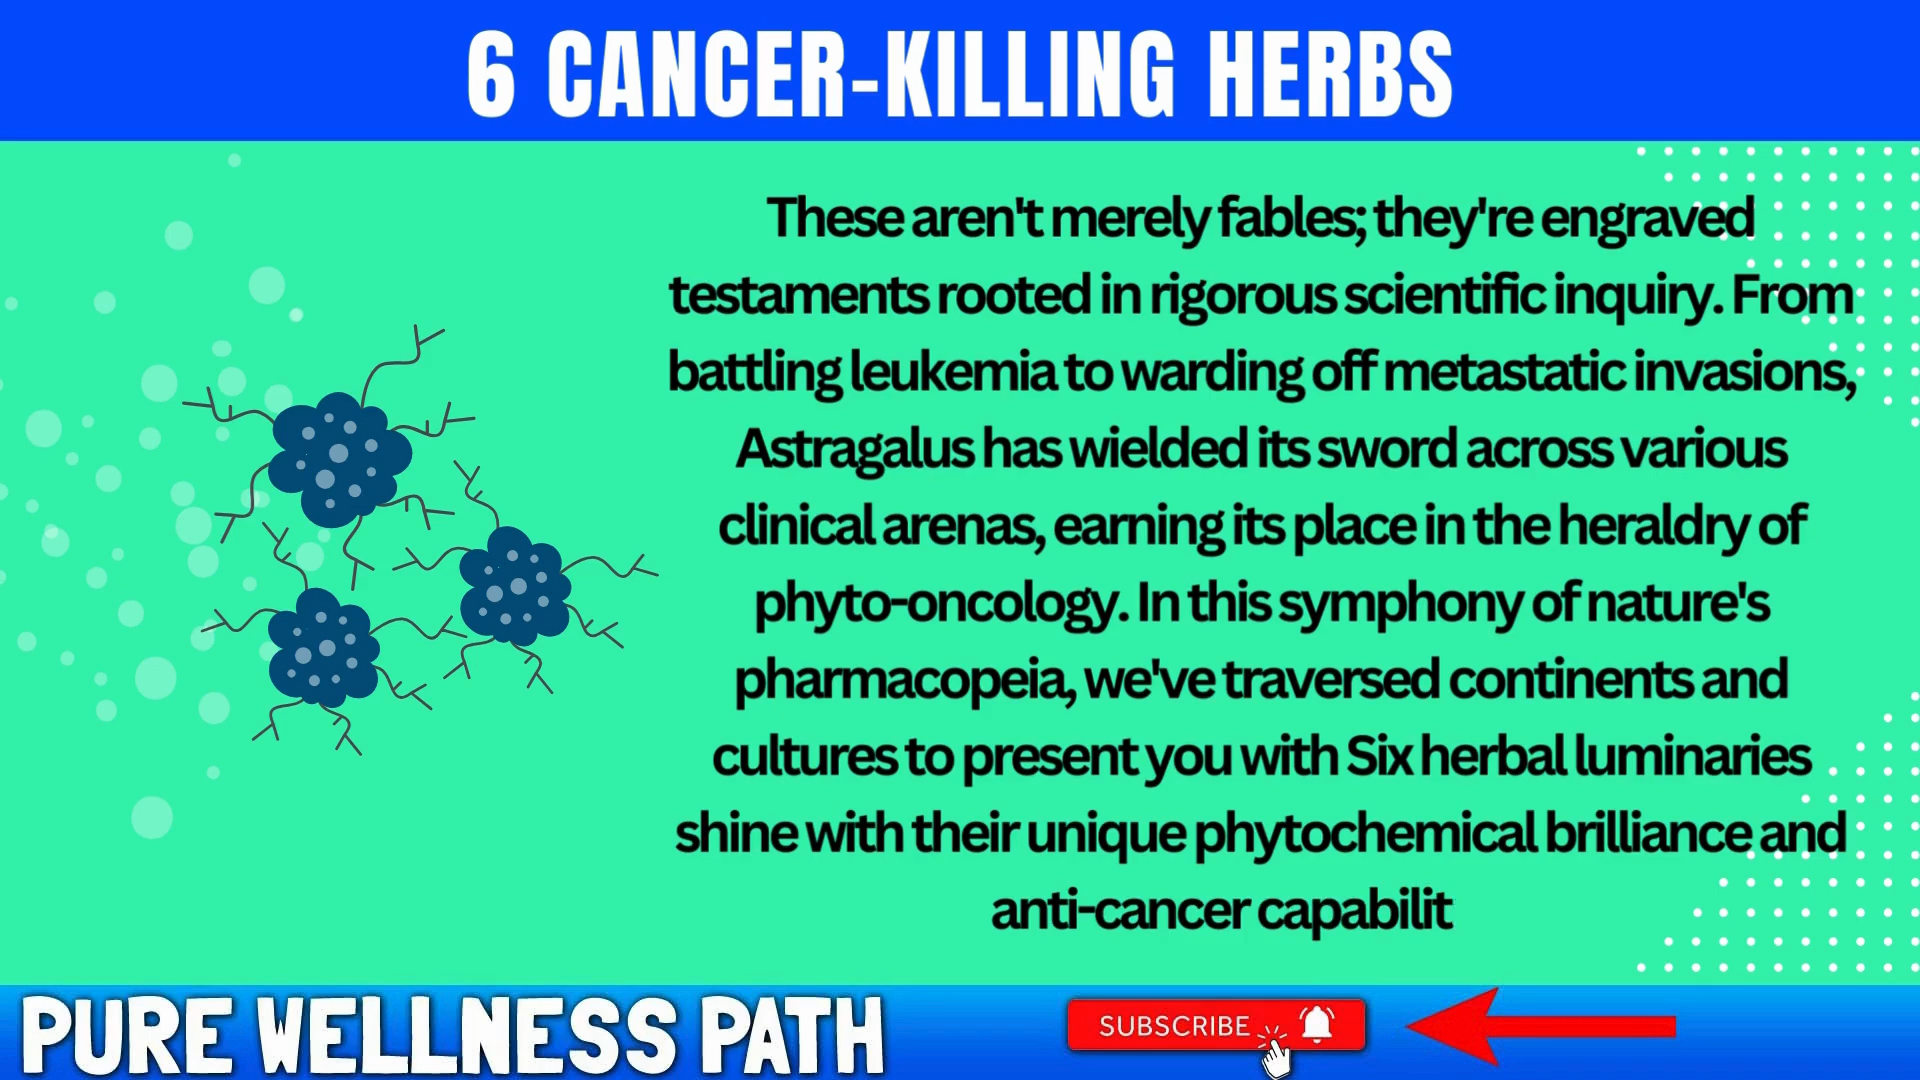 6 CANCER-KILLING HERBS
These aren't merely fables; they're engraved
testaments rooted in rigorous scientific inquiry. From
battling leukemia to warding off metastatic invasions,
Astragalus has wielded its sword across various
clinical arenas, earning its place in the heraldry of
phyto-oncology. In this symphony of nature's
pharmacopeia, we've traversed continents and
cultures to present you with Six herbal luminaries
shine with their unique phytochemical brilliance and
anti-cancer capabilit
PURE WELLNESS PATH
SUBSCRIBE